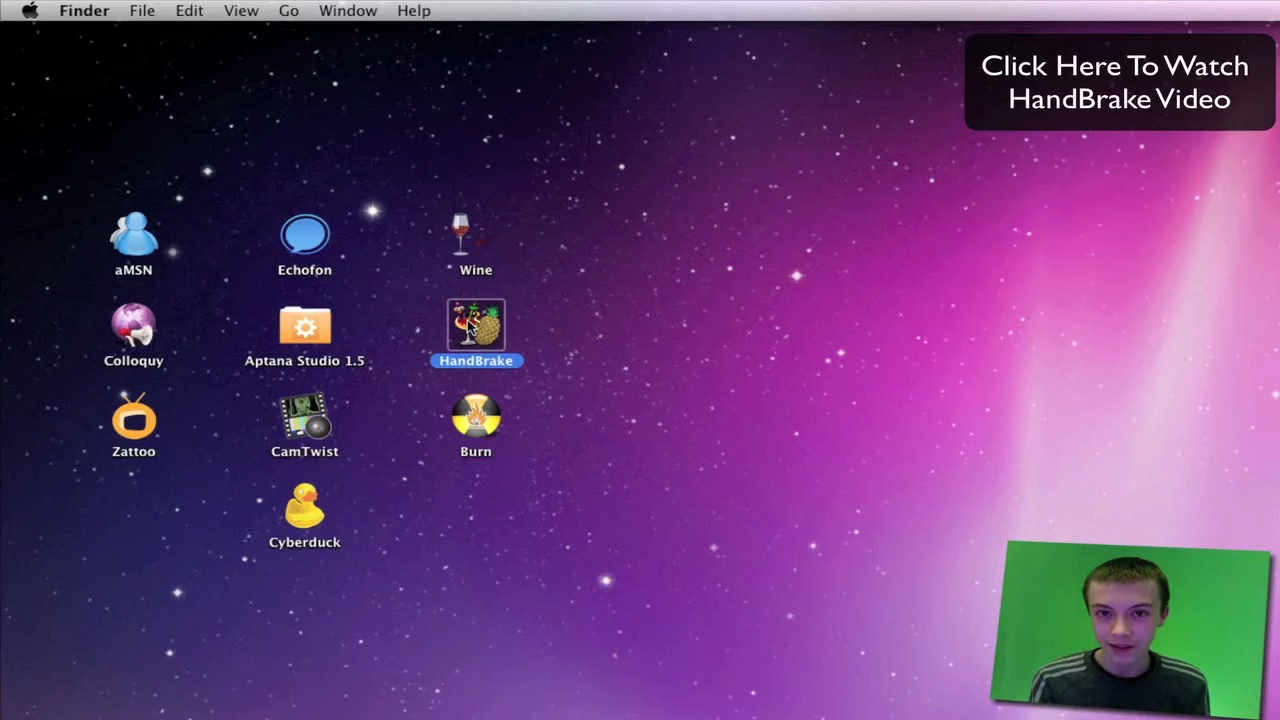 Finder File Edit View Go Window Help
Click Here To Watch
HandBrake Video
aMSN Echofon Wine
Colloquy Aptana Studio 1.5 HandBrake
Zattoo CamTwist Burn
Cyberduck